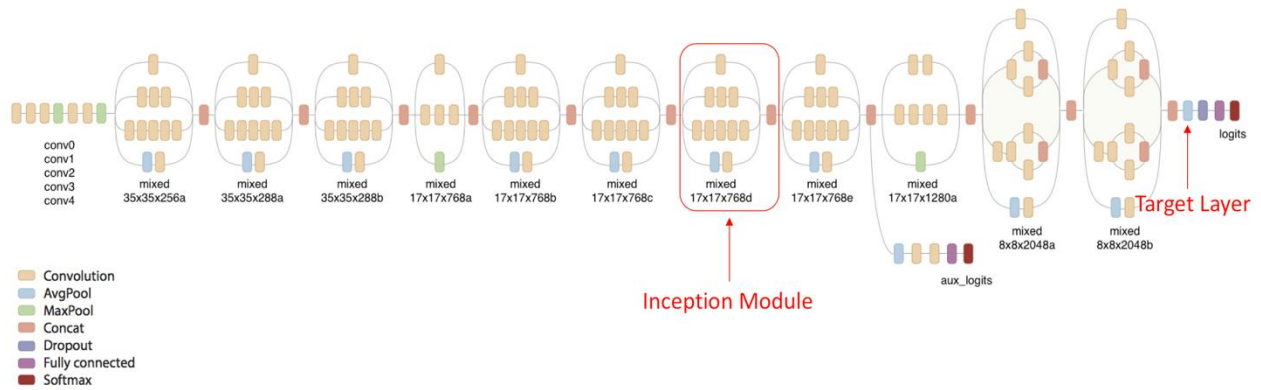 conv0
conv1
conv2
conv3
conv4
mixed
35x35x256a
mixed
35x35x288a
mixed
35x35x288b
mixed
17x17x768a
mixed
17x17x768b
mixed
17x17x768c
mixed
17x17x768d
mixed
17x17x768e
mixed
17x17x1280a
mixed
8x8x2048a
mixed
8x8x2048b
logits
Target Layer
aux_logits
Inception Module
Convolution
AvgPool
MaxPool
Concat
Dropout
Fully connected
Softmax